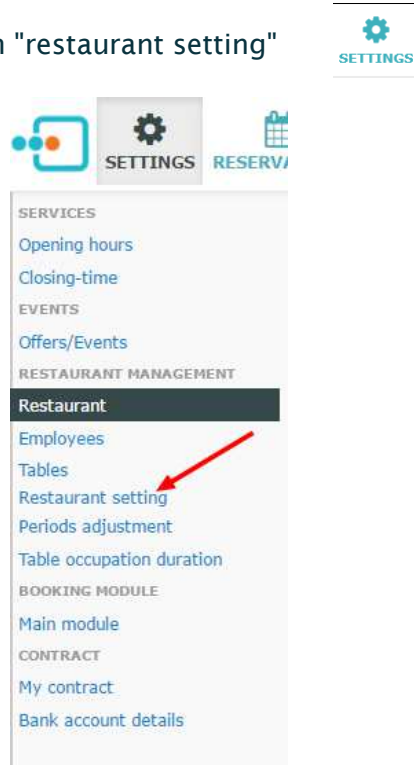 "restaurant setting"
SETTINGS
SETTINGS
SERVICES
Opening hours
Closing-time
EVENTS
Offers/Events
RESTAURANT MANAGEMENT
Restaurant
Employees
Tables
Restaurant setting
Periods adjustment
Table occupation duration
BOOKING MODULE
Main module
CONTRACT
My contract
Bank account details